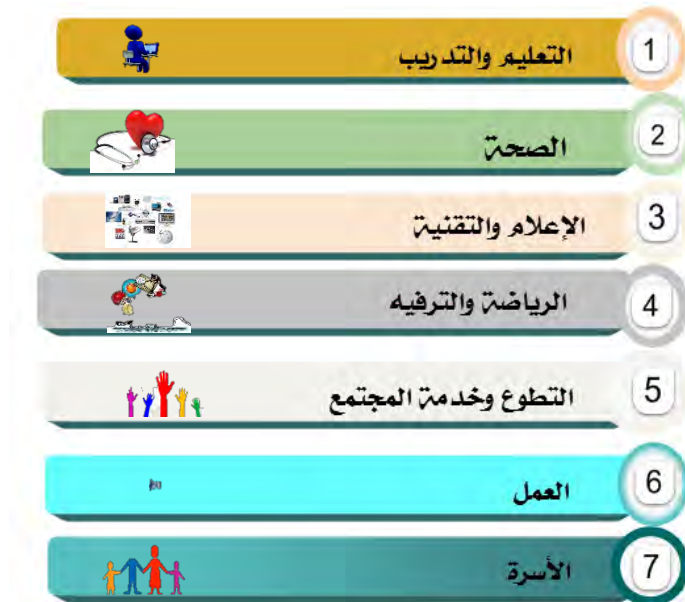 1 التعليم والتدريب
2 الصحة
3 الإعلام والتقنية
4 الرياضة والترفيه
5 التطوع وخدمة المجتمع
6 العمل
7 الأسرة